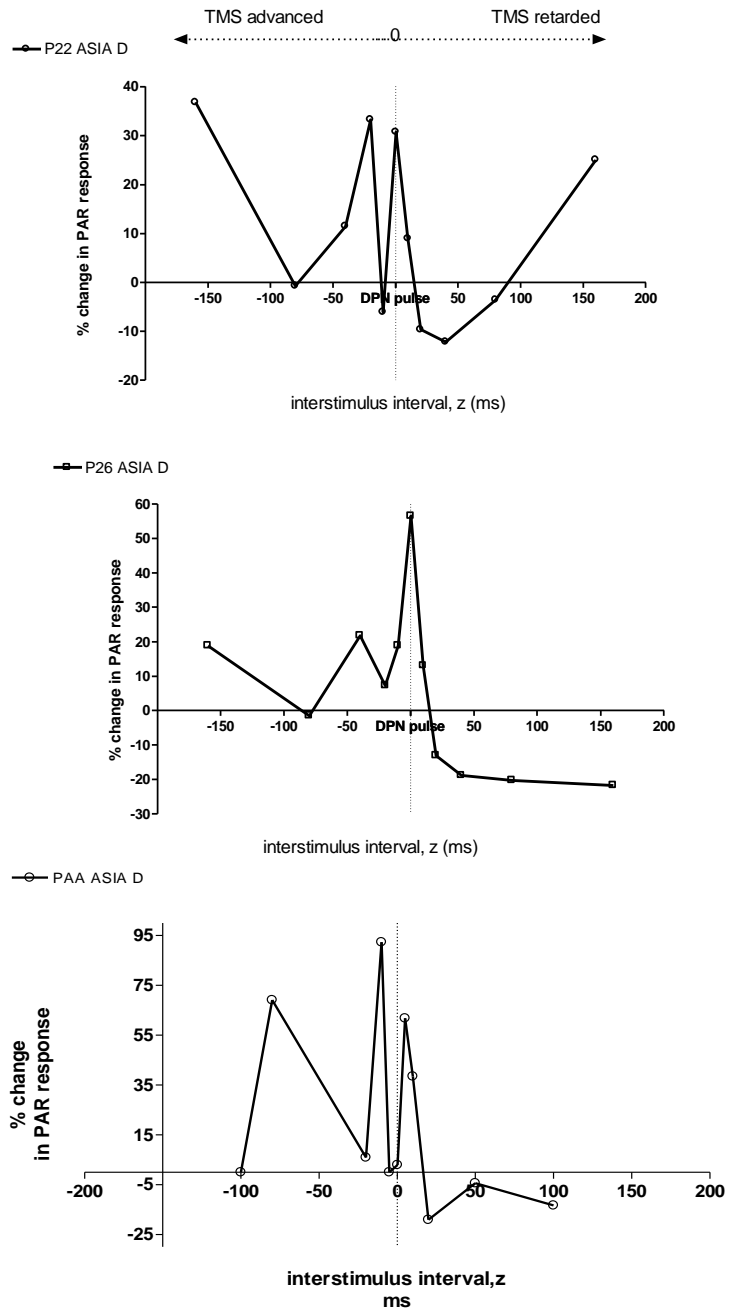 TMS advanced TMS retarded
0
P22 ASIA D
40
30
20
10
0
-10
-20
% change in PAR response
-150 -100 -50 DPN pulse 50 100 150 200
interstimulus interval, z (ms)
P26 ASIA D
60
50
40
30
20
10
0
-10
-20
-30
% change in PAR response
-150 -100 -50 DPN pulse 50 100 150 200
interstimulus interval, z (ms)
PAA ASIA D
95
75
55
35
15
-5
-25
% change
in PAR response
-200 -100 -50 0 50 100 150 200
interstimulus interval,z
ms